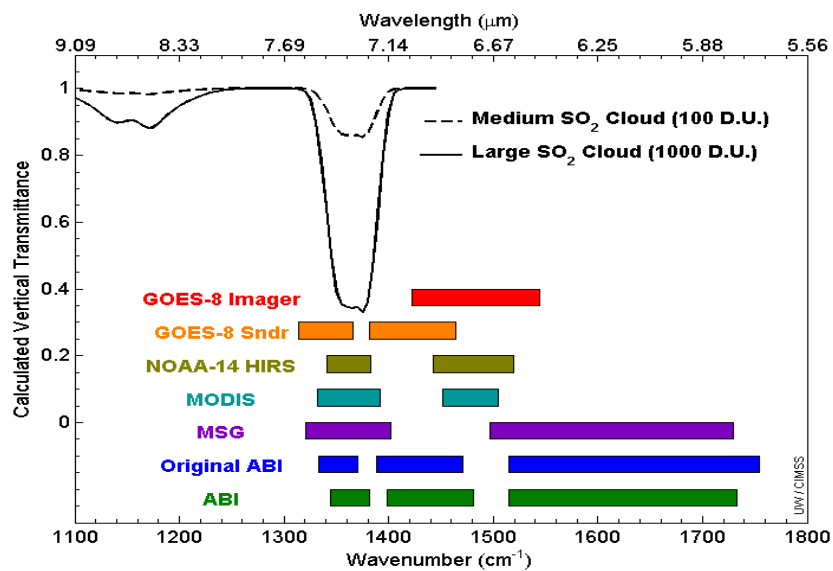 Wavelength (μm)
9.09 8.33 7.69 7.14 6.67 6.25 5.88 5.56
1
0.8
0.6
0.4
0.2
0
Calculated Vertical Transmittance
Medium SO₂ Cloud (100 D.U.)
Large SO₂ Cloud (1000 D.U.)
GOES-8 Imager
GOES-8 Sndr
NOAA-14 HIRS
MODIS
MSG
Original ABI
ABI
UW / CIMSS
1100 1200 1300 1400 1500 1600 1700 1800
Wavenumber (cm⁻¹)